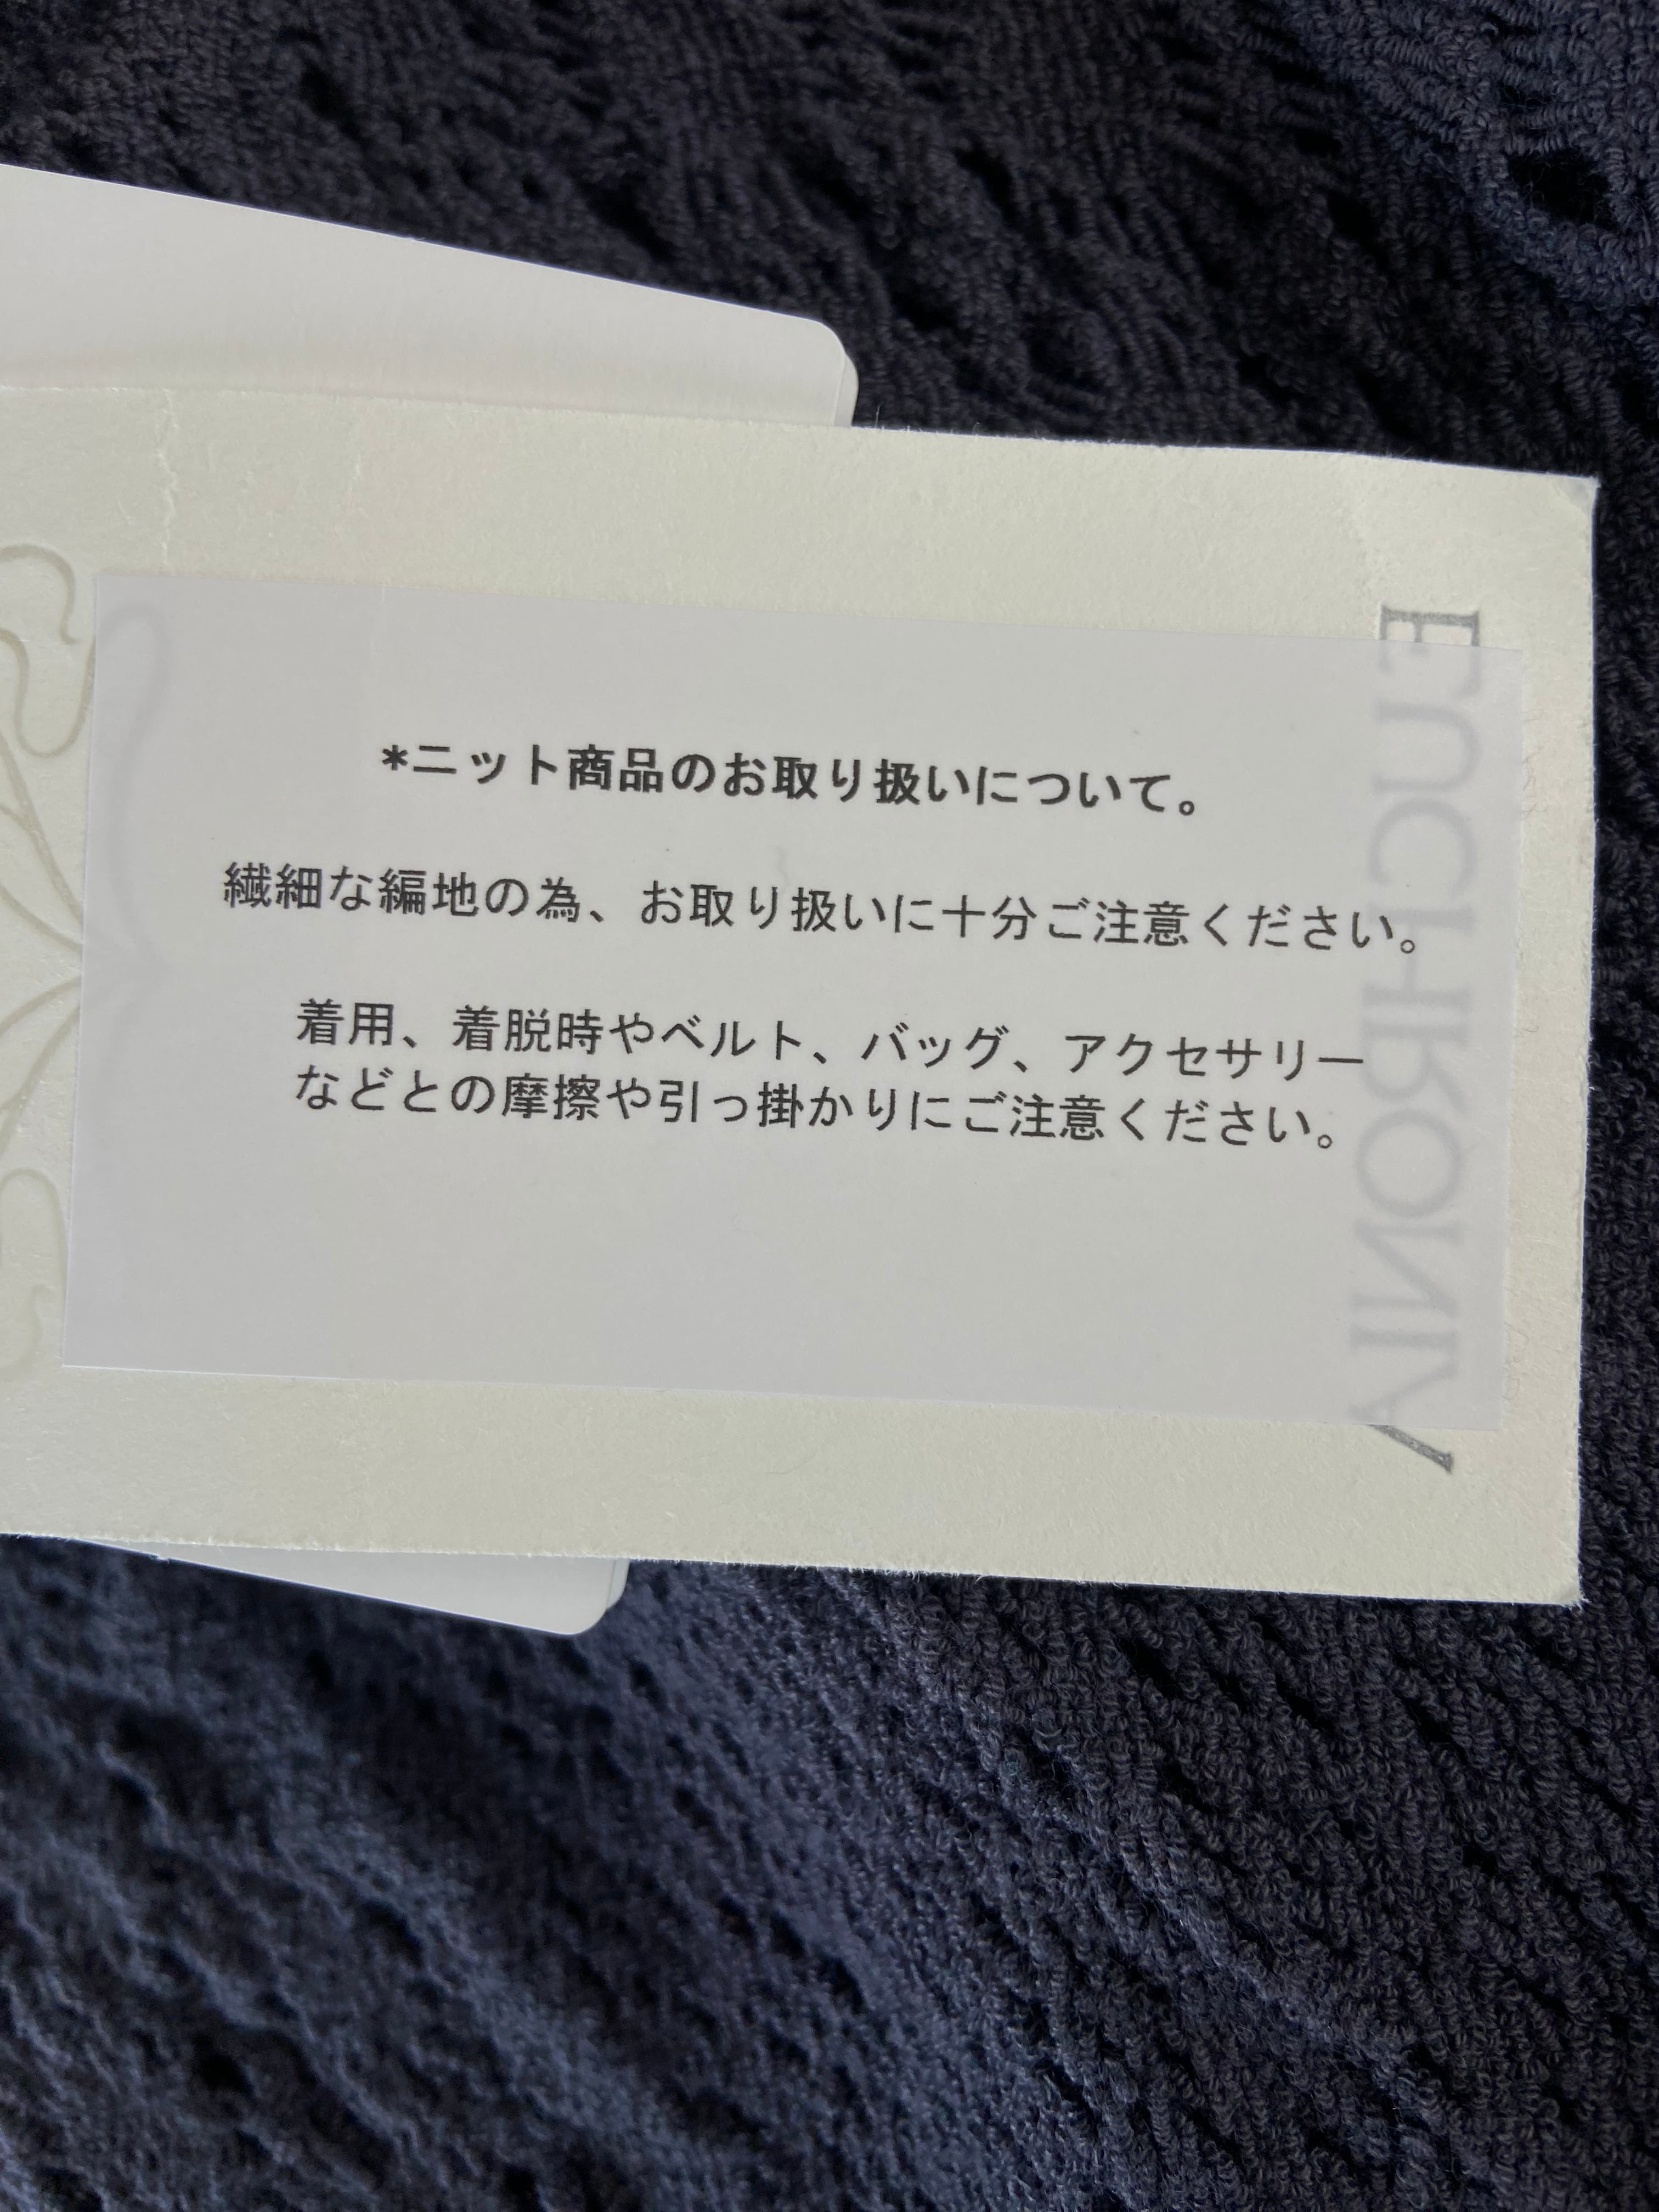 *ニット商品のお取り扱いについて。
繊細な編地の為、お取り扱いに十分ご注意ください。
着用、着脱時やベルト、バッグ、アクセサリー
などとの摩擦や引っ掛かりにご注意ください。
EUCHRONIA